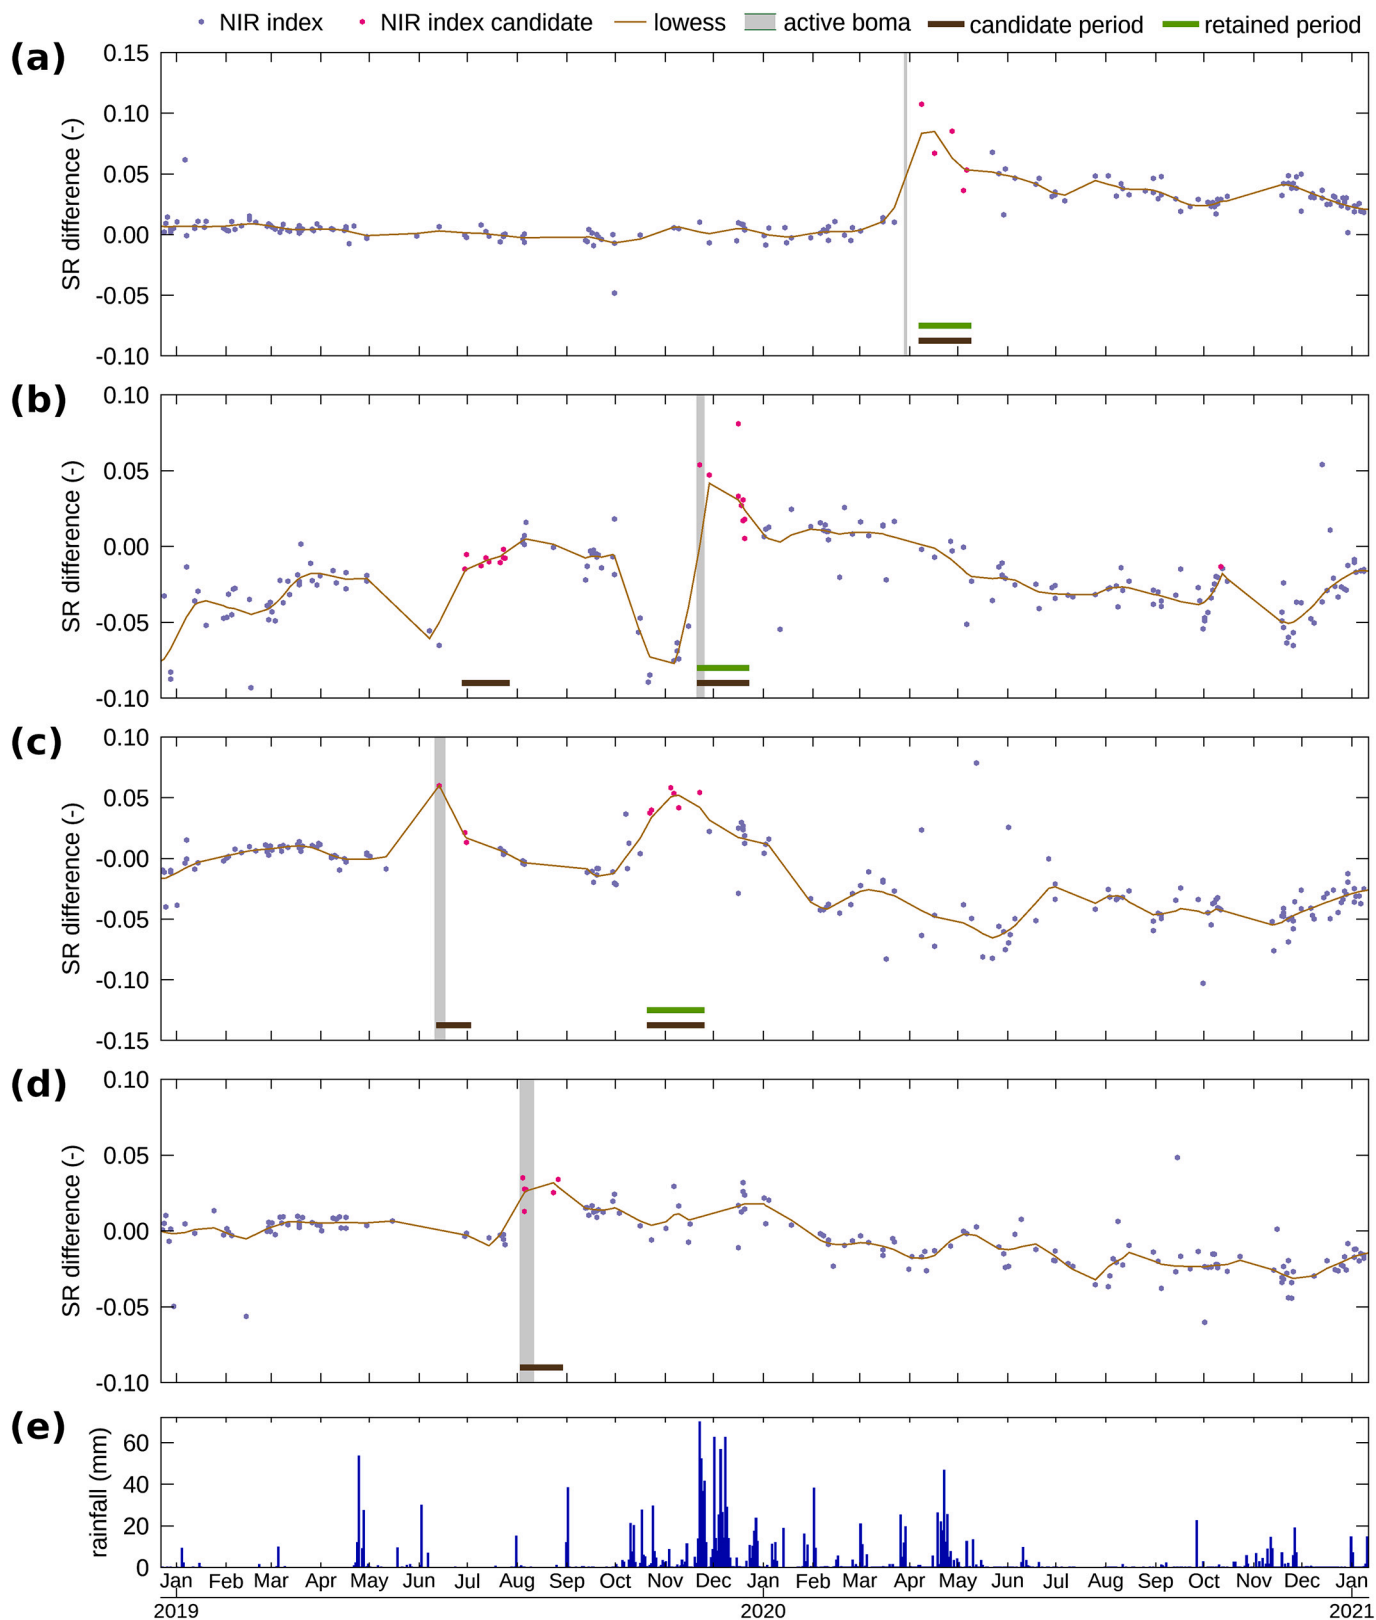 NIR index NIR index candidate lowess active boma candidate period retained period
(a)
0.15
0.10
0.05
0.00
-0.05
-0.10
SR difference (-)
(b)
0.10
0.05
0.00
-0.05
-0.10
SR difference (-)
(c)
0.10
0.05
-0.00
-0.05
-0.10
-0.15
SR difference (-)
(d)
0.10
0.05
0.00
-0.05
-0.10
SR difference (-)
(e)
60
40
20
0
rainfall (mm)
Jan Feb Mar Apr May Jun Jul Aug Sep Oct Nov Dec Jan Feb Mar Apr May Jun Jul Aug Sep Oct Nov Dec Jan
2019 2020 2021